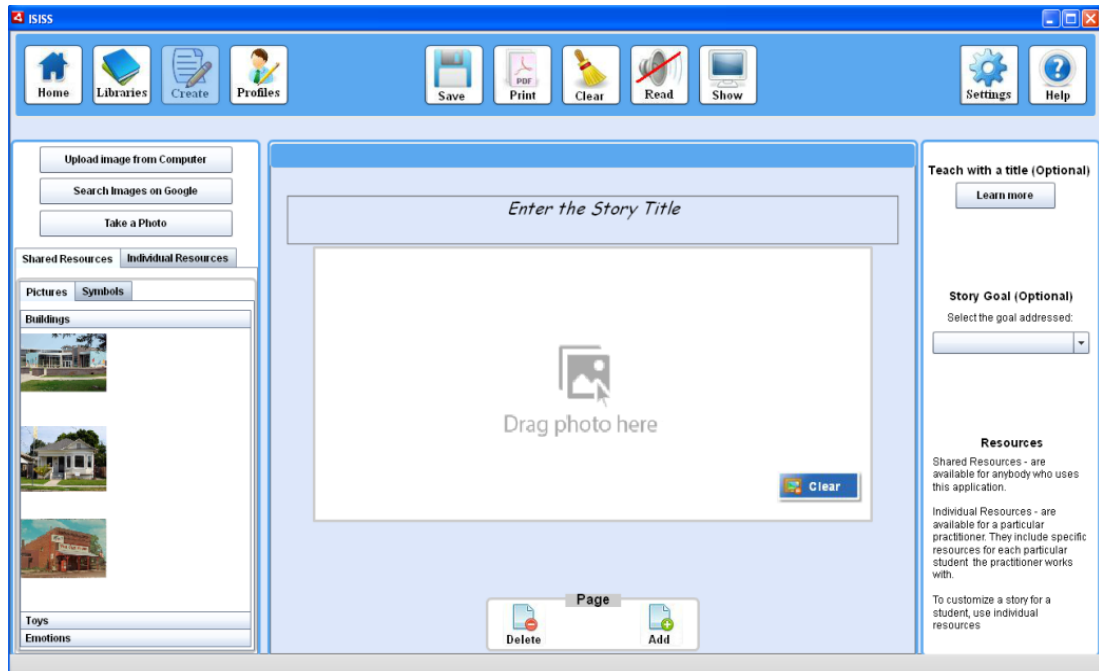 ISISS
Home
Libraries
Create
Profiles
Save
PDF
Print
Clear
Read
Show
Settings
Help
Upload image from Computer
Search Images on Google
Take a Photo
Shared Resources
Individual Resources
Pictures
Symbols
Buildings
Toys
Emotions
Enter the Story Title
Drag photo here
Clear
Page
Delete
Add
Teach with a title (Optional)
Learn more
Story Goal (Optional)
Select the goal addressed:
Resources
Shared Resources - are
available for anybody who uses
this application.
Individual Resources - are
available for a particular
practitioner. They include specific
resources for each particular
student the practitioner works
with.
To customize a story for a
student, use individual
resources